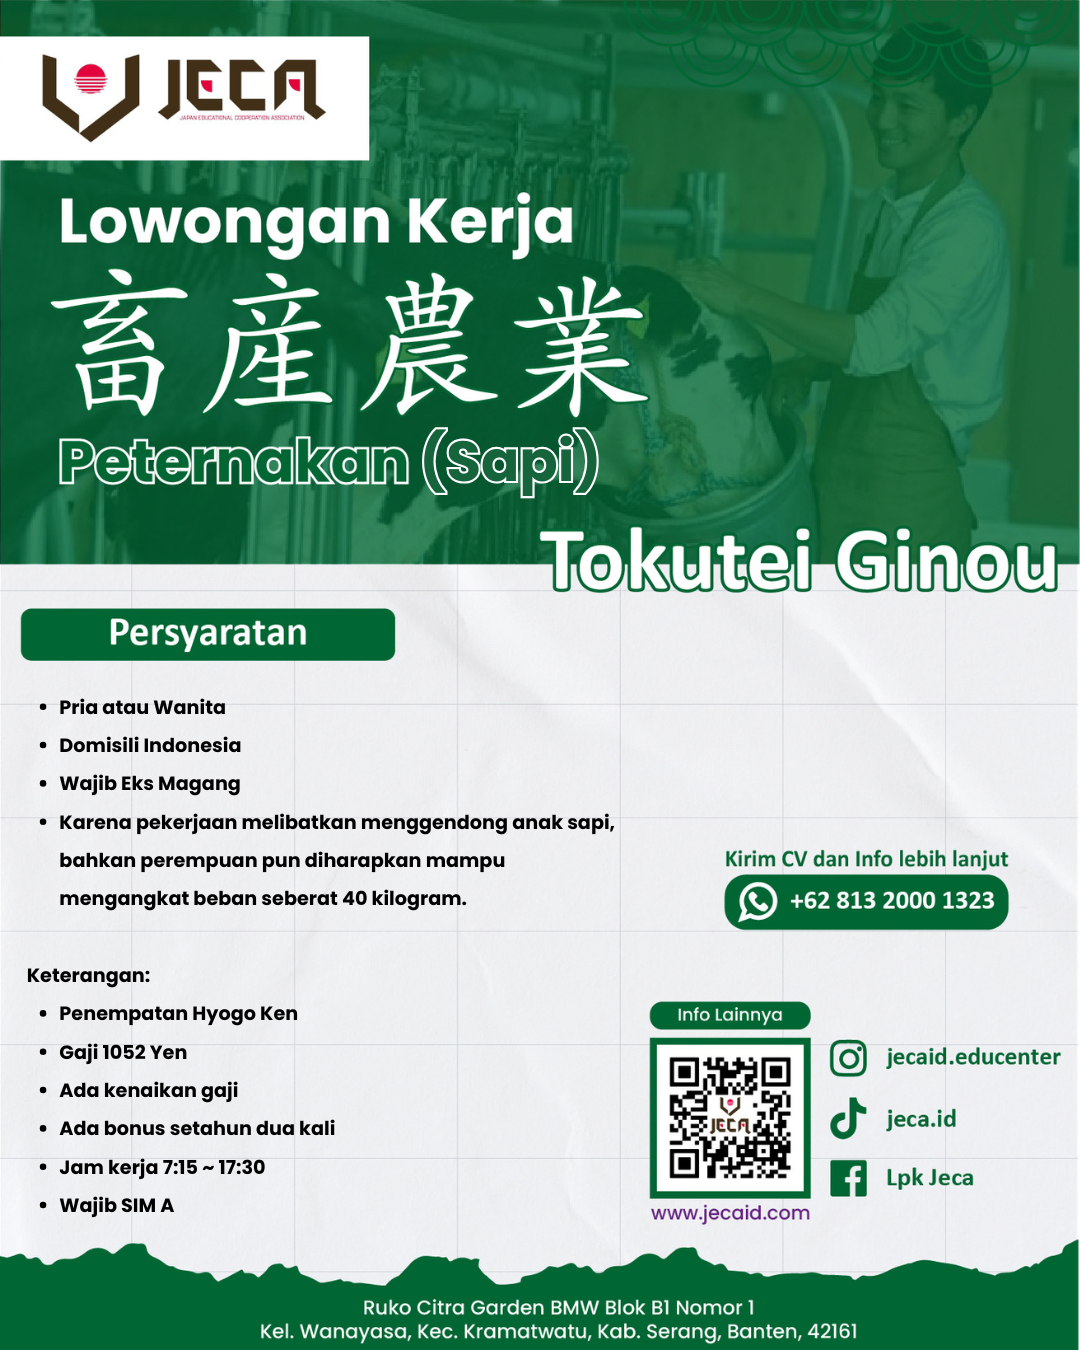 JECA
JAPAN EDUCATIONAL COOPERATION ASSOCIATION
Lowongan Kerja
畜産農業
Peternakan (Sapi)
Tokutei Ginou
Persyaratan
• Pria atau Wanita
• Domisili Indonesia
• Wajib Eks Magang
• Karena pekerjaan melibatkan menggendong anak sapi,
bahkan perempuan pun diharapkan mampu
mengangkat beban seberat 40 kilogram.
Keterangan:
• Penempatan Hyogo Ken
• Gaji 1052 Yen
• Ada kenaikan gaji
• Ada bonus setahun dua kali
• Jam kerja 7:15 ~ 17:30
• Wajib SIM A
Kirim CV dan Info lebih lanjut
+62 813 2000 1323
Info Lainnya
JECA
www.jecaid.com
jecaid.educenter
jeca.id
Lpk Jeca
Ruko Citra Garden BMW Blok B1 Nomor 1
Kel. Wanayasa, Kec. Kramatwatu, Kab. Serang, Banten, 42161